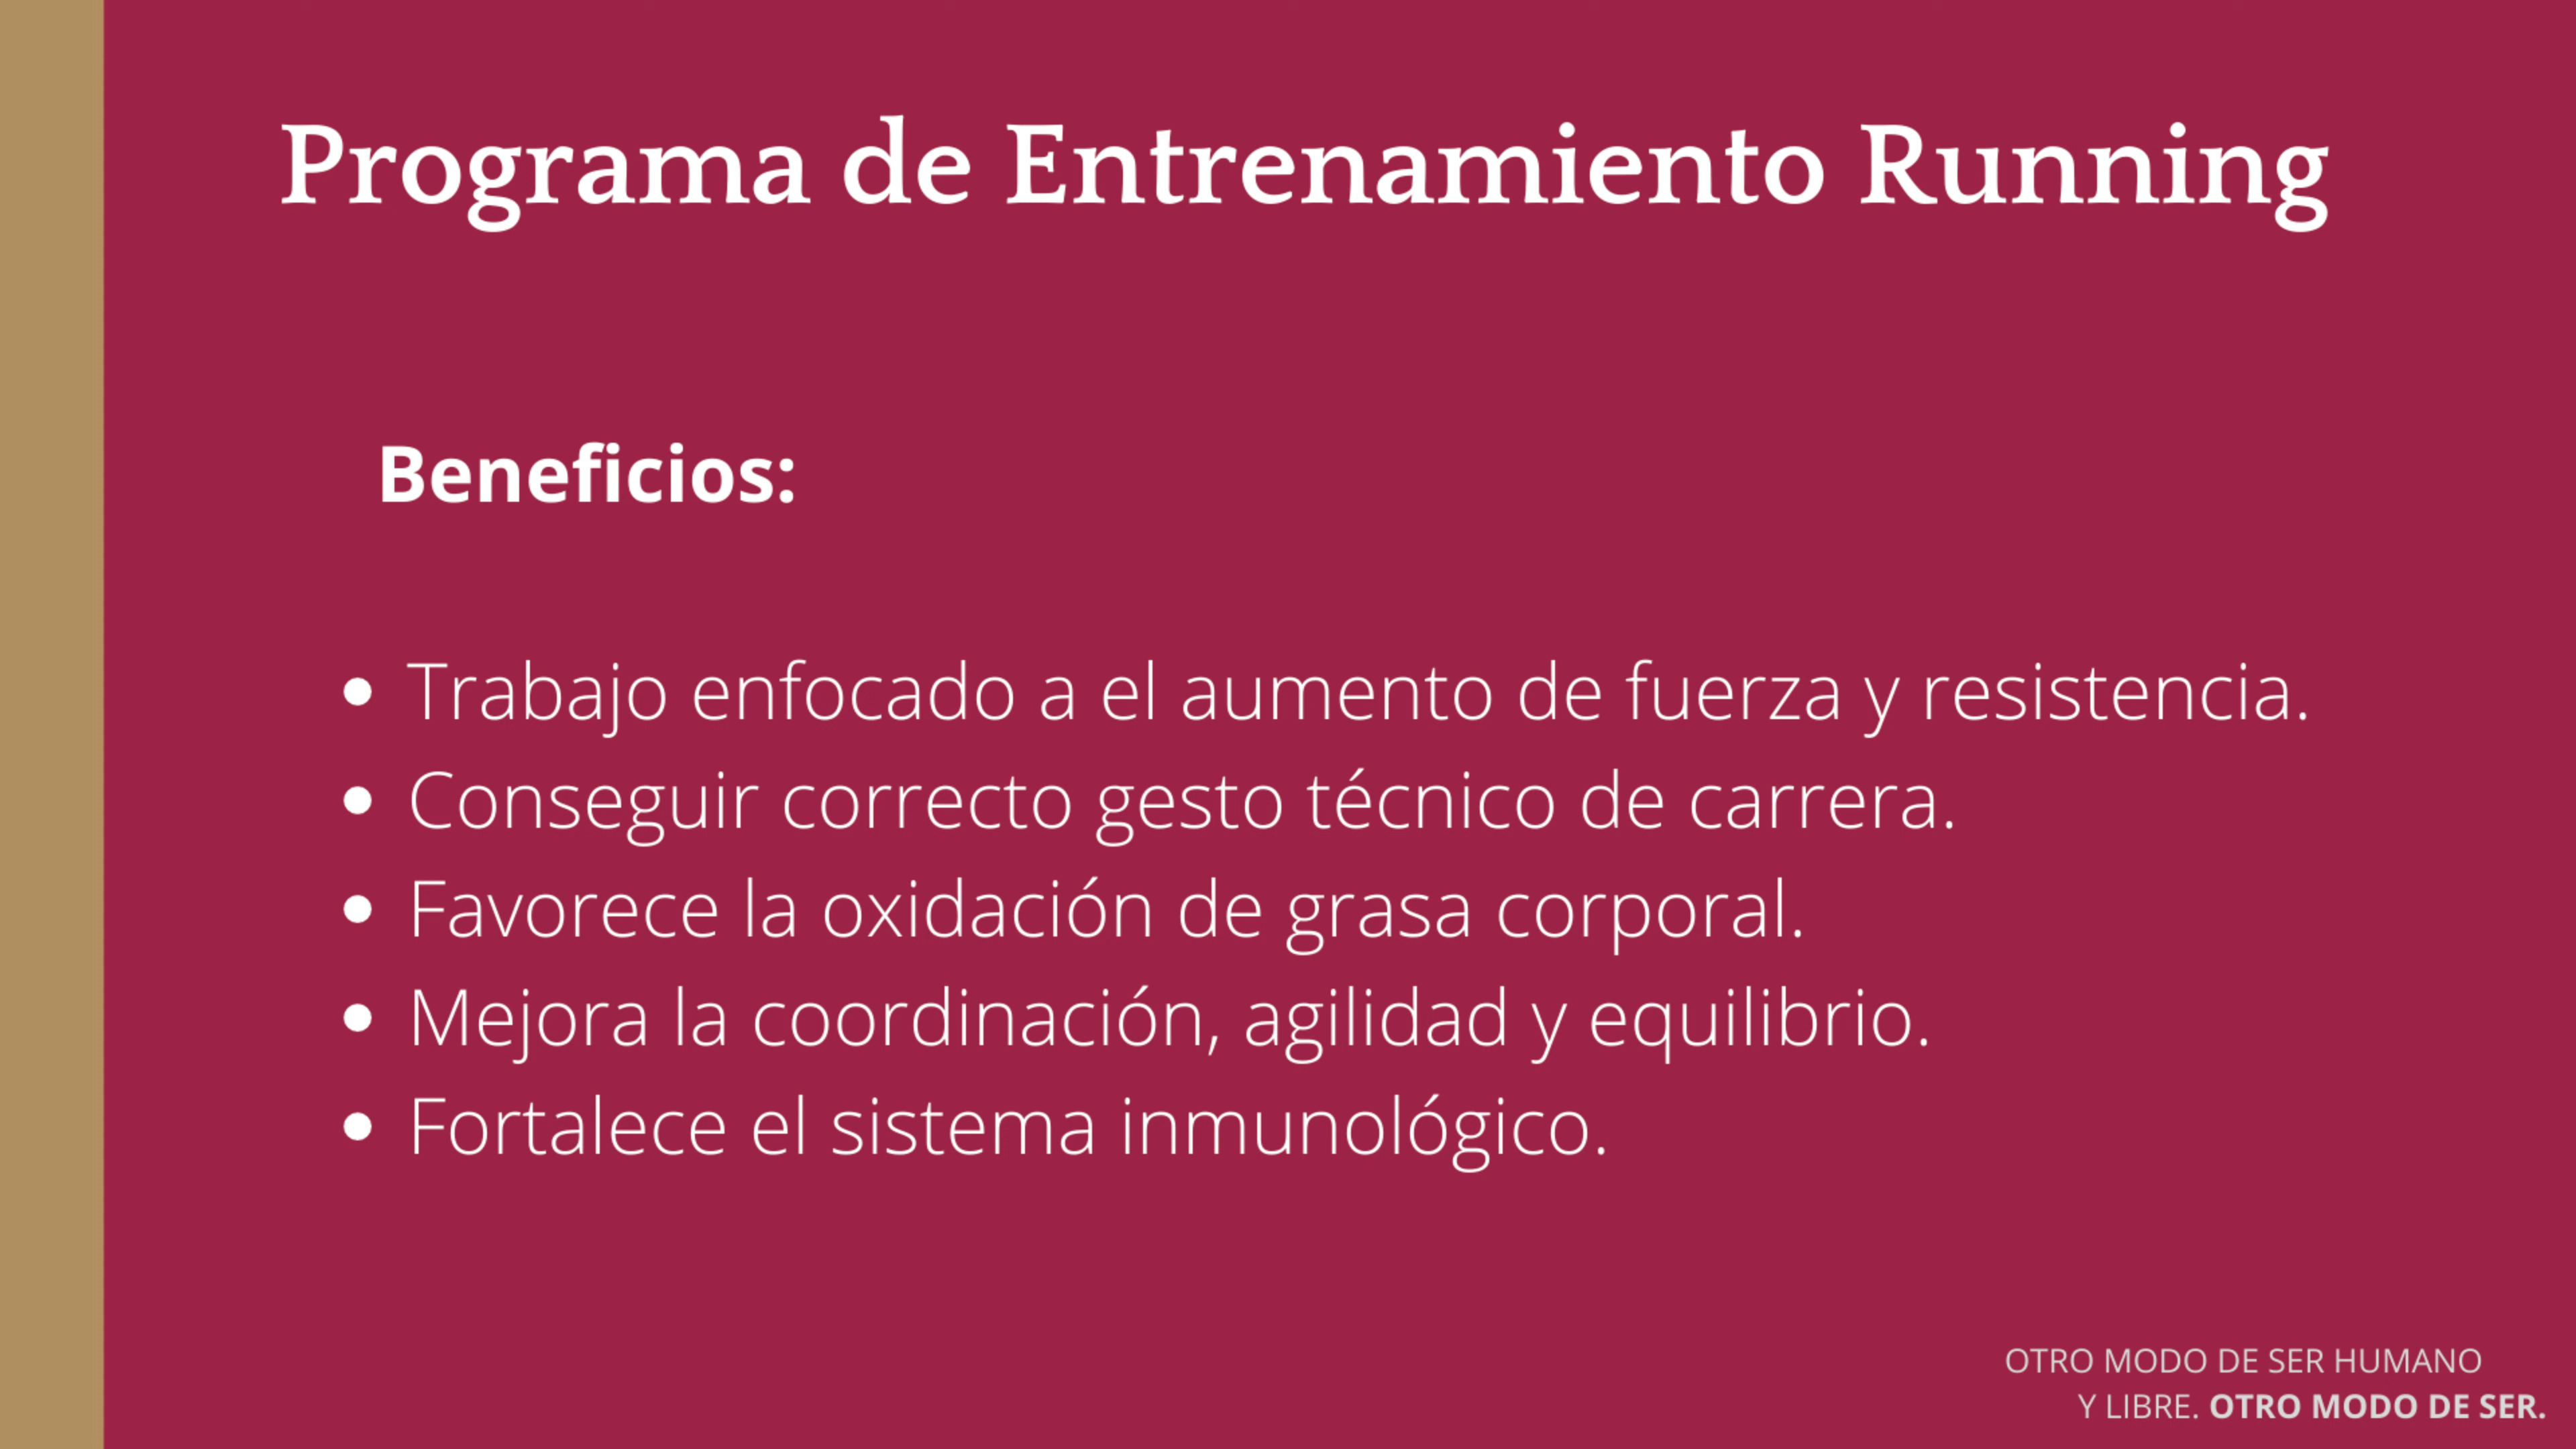 Programa de Entrenamiento Running
Beneficios:
• Trabajo enfocado a el aumento de fuerza y resistencia.
• Conseguir correcto gesto técnico de carrera.
• Favorece la oxidación de grasa corporal.
• Mejora la coordinación, agilidad y equilibrio.
• Fortalece el sistema inmunológico.
OTRO MODO DE SER HUMANO
Y LIBRE. OTRO MODO DE SER.